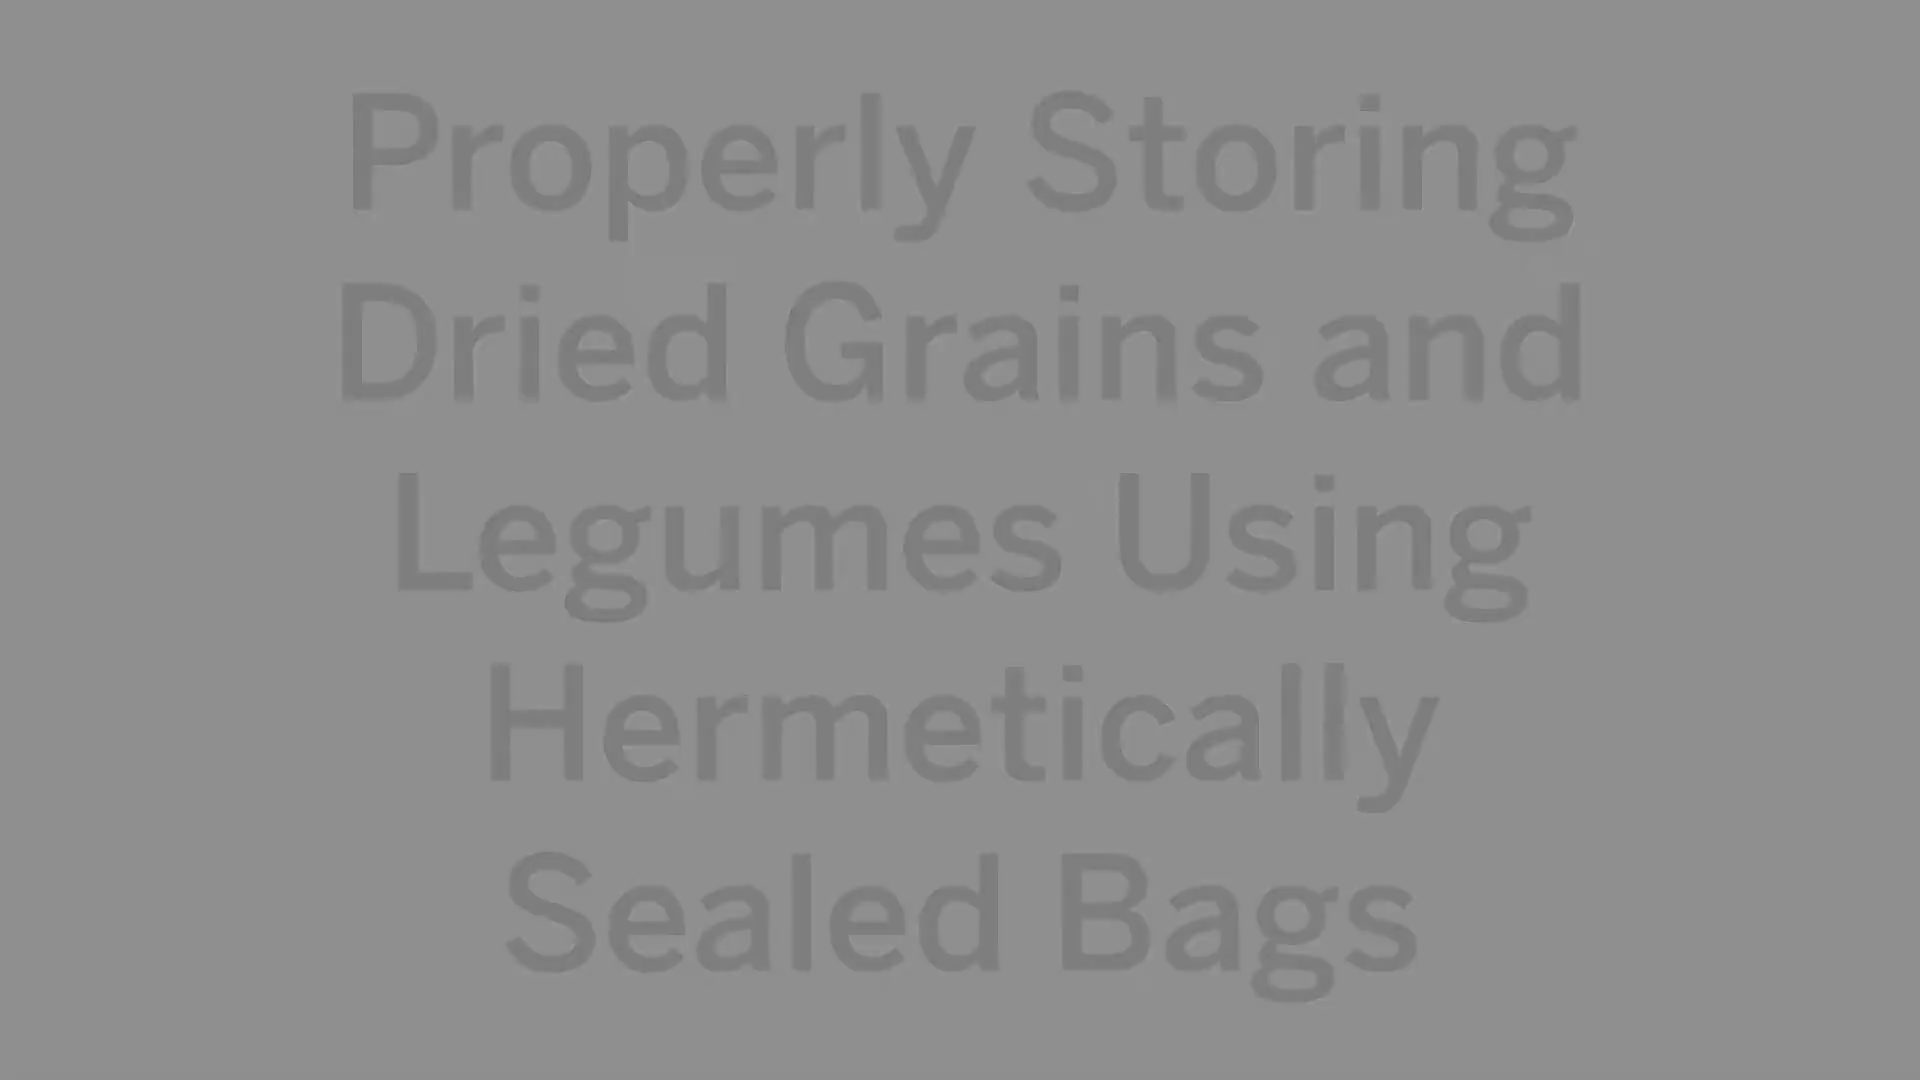 Properly Storing
Dried Grains and
Legumes Using
Hermetically
Sealed Bags